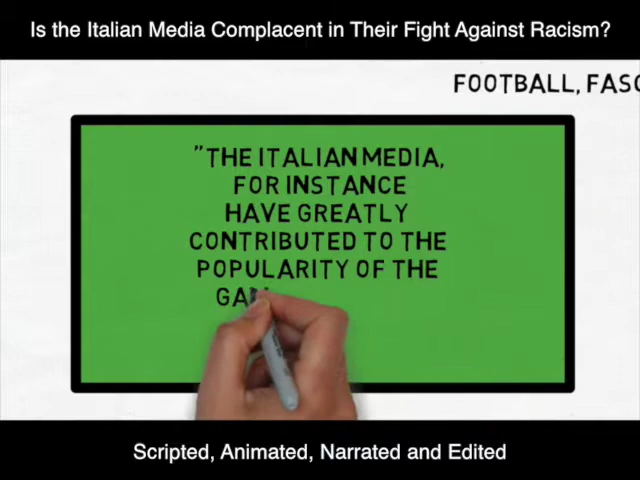 Is the Italian Media Complacent in Their Fight Against Racism?
FOOTBALL, FASC
"THE ITALIAN MEDIA,
FOR INSTANCE
HAVE GREATLY
CONTRIBUTED TO THE
POPULARITY OF THE
Scripted, Animated, Narrated and Edited